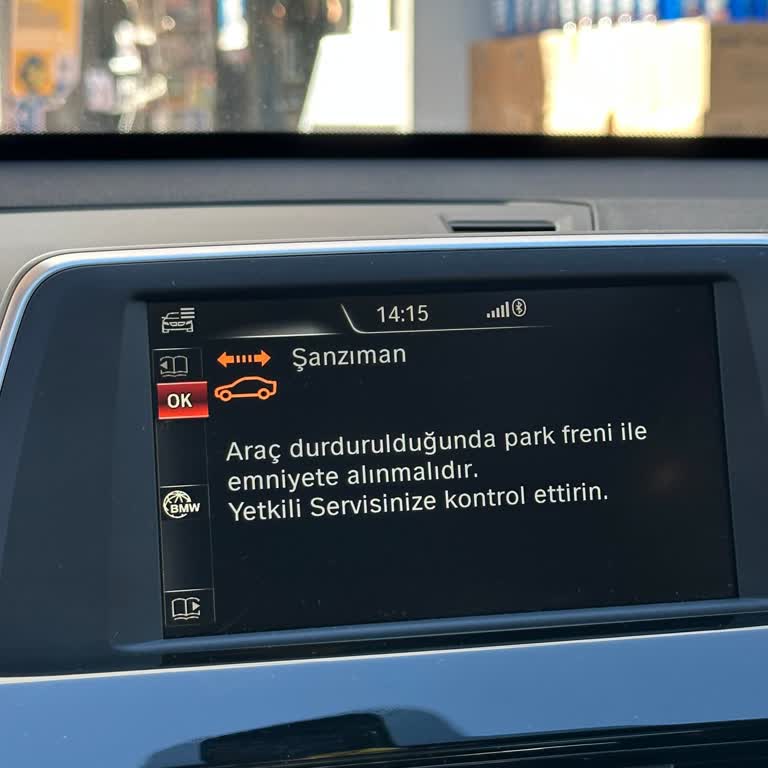 14:15
Şanzıman
OK
Araç durdurulduğunda park freni ile
emniyete alınmalıdır.
Yetkili Servisinize kontrol ettirin.
BMW